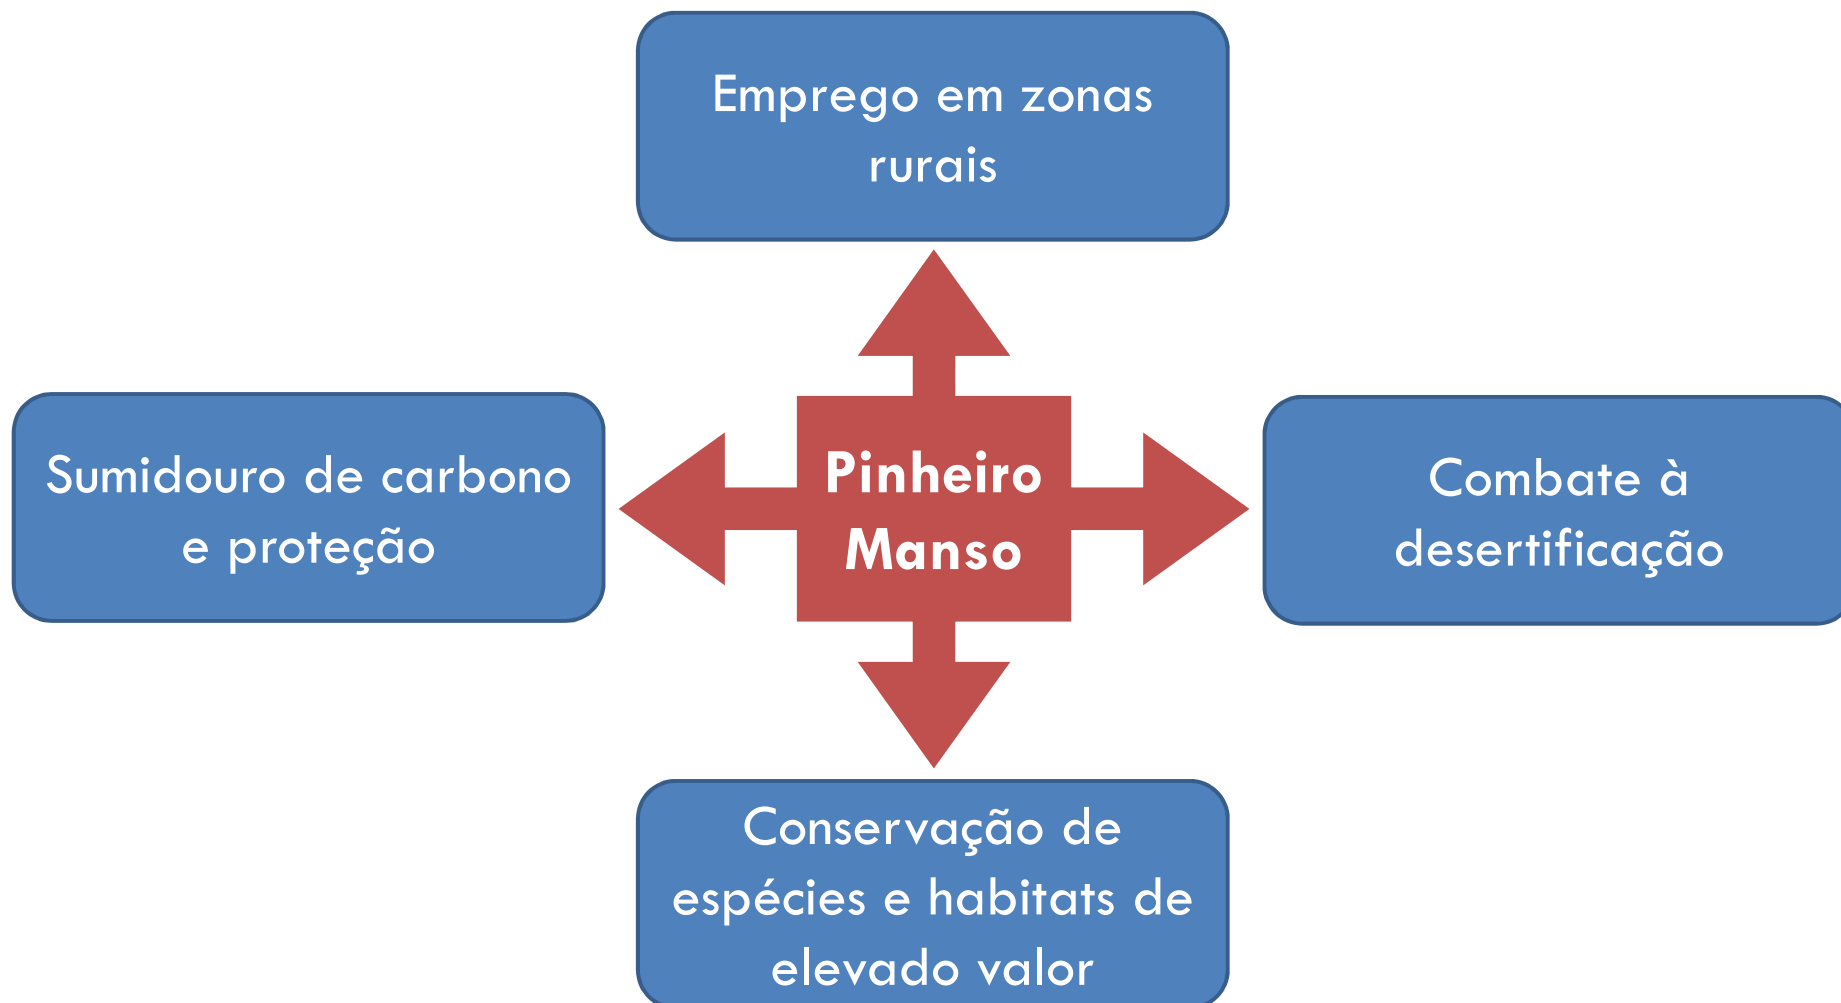 Emprego em zonas
rurais
Sumidouro de carbono
e proteção
Pinheiro
Manso
Combate à
desertificação
Conservação de
espécies e habitats de
elevado valor